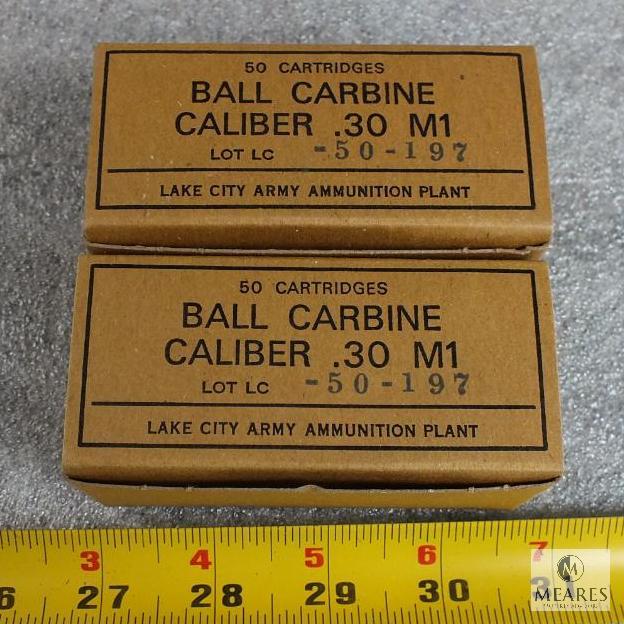 50 CARTRIDGES
BALL CARBINE
CALIBER .30 M1
LOT LC -50-197
LAKE CITY ARMY AMMUNITION PLANT
50 CARTRIDGES
BALL CARBINE
CALIBER .30 M1
LOT LC -50-197
LAKE CITY ARMY AMMUNITION PLANT
3 4 5 6 7
6 27 28 29 30
M
MEARES